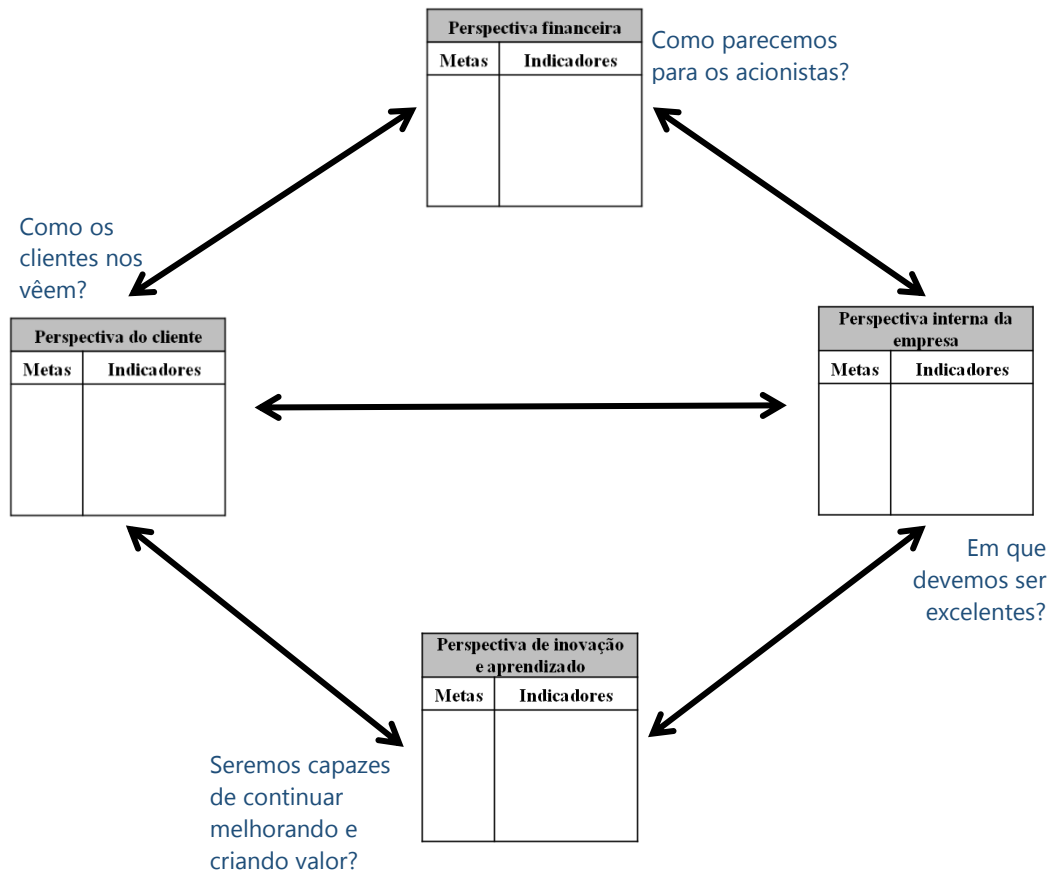 Perspectiva financeira
Metas Indicadores
Como parecemos
para os acionistas?
Como os
clientes nos
vêem?
Perspectiva do cliente
Metas Indicadores
Perspectiva interna da
empresa
Metas Indicadores
Em que
devemos ser
excelentes?
Perspectiva de inovação
e aprendizado
Metas Indicadores
Seremos capazes
de continuar
melhorando e
criando valor?